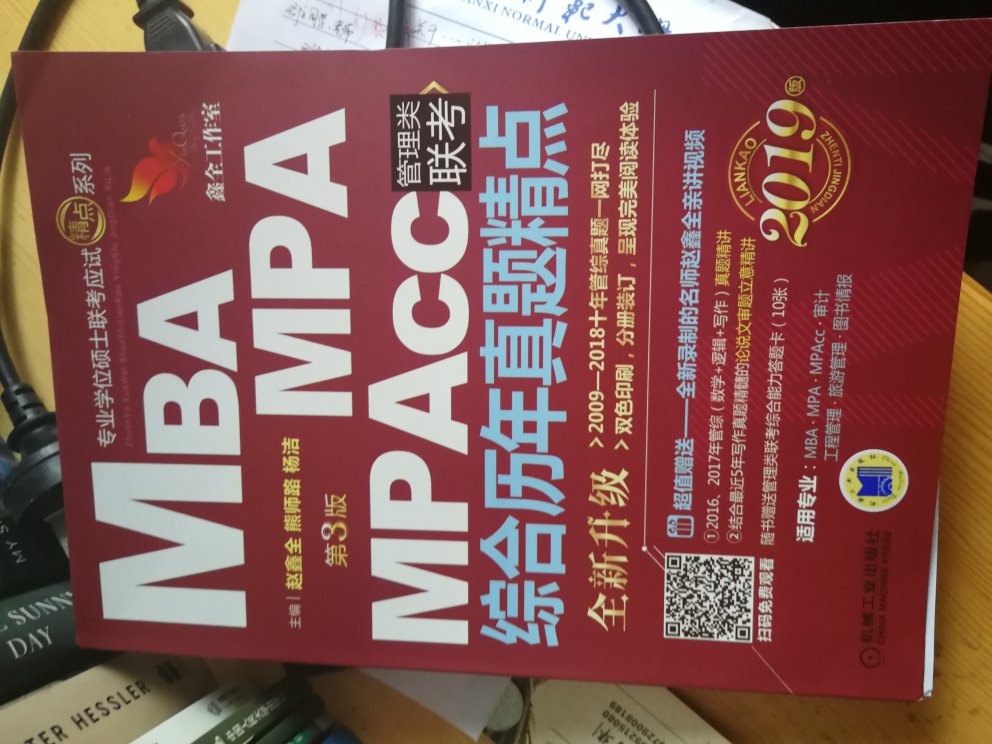 专业学位硕士联考应试精点系列
鑫全工作室
MBA
MPA
MPAcc
管理类
联考
主编 | 赵鑫全 熊师路 杨洁
第3版
综合历年真题精点
全新升级
> 2009—2018十年管综真题一网打尽
> 双色印刷，分册装订，呈现完美阅读体验
超值赠送——全新录制的名师赵鑫全亲讲视频
①2016、2017年管综（数学+逻辑+写作）真题精讲
②结合最近5年写作真题精髓的论说文审题立意精讲
随书赠送管理类联考综合能力答题卡（10张）
扫码免费观看
LIANKAO
2019版
ZHENTI JINGDIAN
适用专业：MBA · MPA · MPAcc · 审计
工程管理 · 旅游管理 · 图书情报
机械工业出版社
CHINA MACHINE PRESS
NXI NORMAL UN
SUNN
DAY
MY S
TER HESSLER